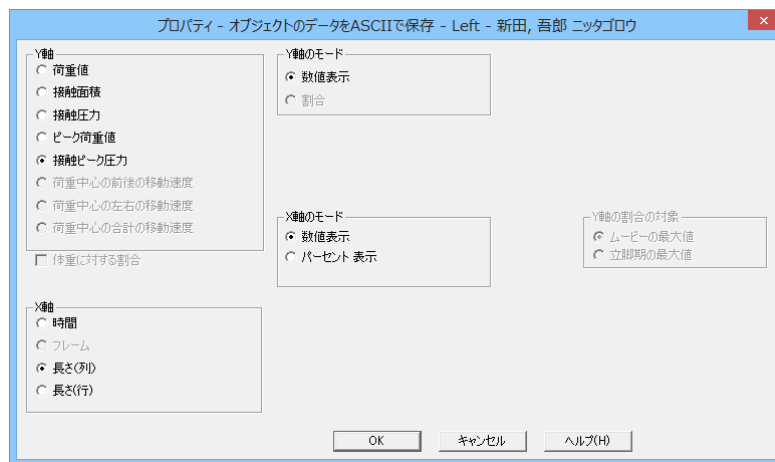 プロパティ - オブジェクトのデータをASCIIで保存 - Left - 新田, 吾郎 ニッタゴロウ
Y軸
荷重値
接触面積
接触圧力
ピーク荷重値
接触ピーク圧力
荷重中心の前後の移動速度
荷重中心の左右の移動速度
荷重中心の合計の移動速度
体重に対する割合
Y軸のモード
数値表示
割合
X軸のモード
数値表示
パーセント 表示
Y軸の割合の対象
ムービーの最大値
立脚期の最大値
X軸
時間
フレーム
長さ(列)
長さ(行)
OK
キャンセル
ヘルプ(H)